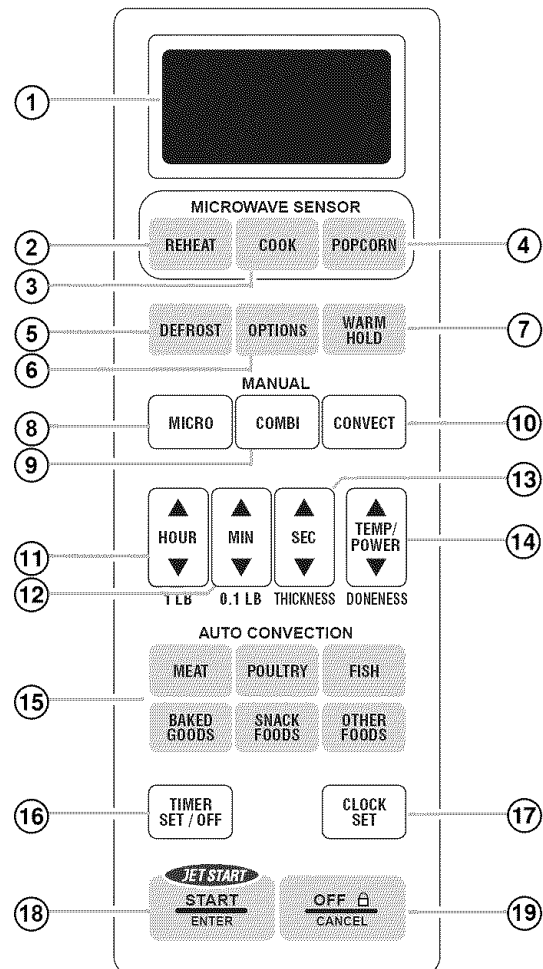 1
MICROWAVE SENSOR
2 REHEAT COOK POPCORN 4
3
5 DEFROST OPTIONS WARM HOLD 7
6
MANUAL
8 MICRO COMBI CONVECT 10
9
13
HOUR MIN SEC TEMP/
POWER
11 14
12 1 LB 0.1 LB THICKNESS DONENESS
AUTO CONVECTION
MEAT POULTRY FISH
15
BAKED SNACK OTHER
GOODS FOODS FOODS
TIMER CLOCK
16 SET / OFF SET 17
JET START
18 START OFF 19
ENTER CANCEL